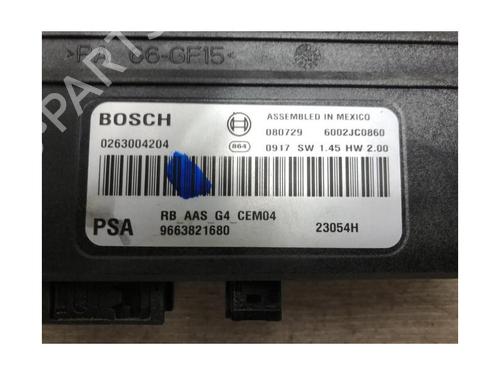 C6-GF15<
BOSCH
ASSEMBLED IN MEXICO
080729 6002JC0860
0263004204
864
0917 SW 1.45 HW 2.00
RB_AAS_G4_CEM04
PSA 9663821680 23054H